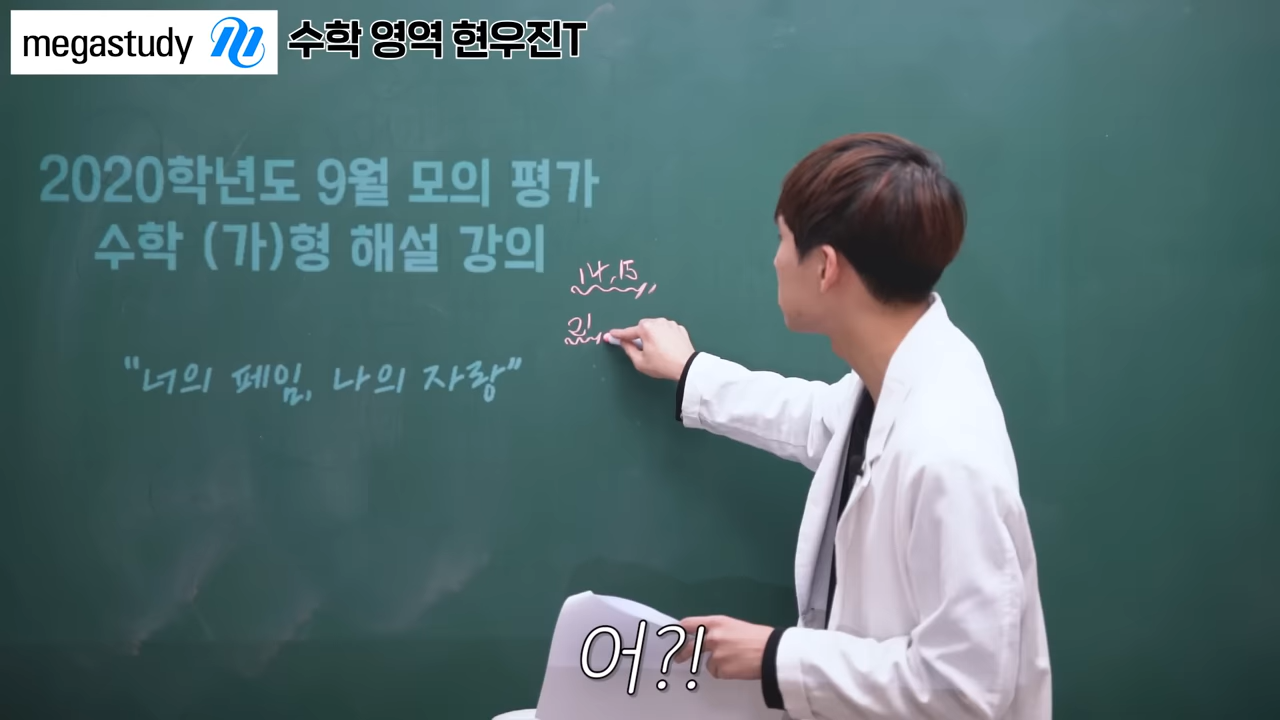 megastudy 수학 영역 현우진T
2020학년도 9월 모의 평가
수학 (가)형 해설 강의
14, 15,
21
"너의 페임, 나의 자랑"
어?!